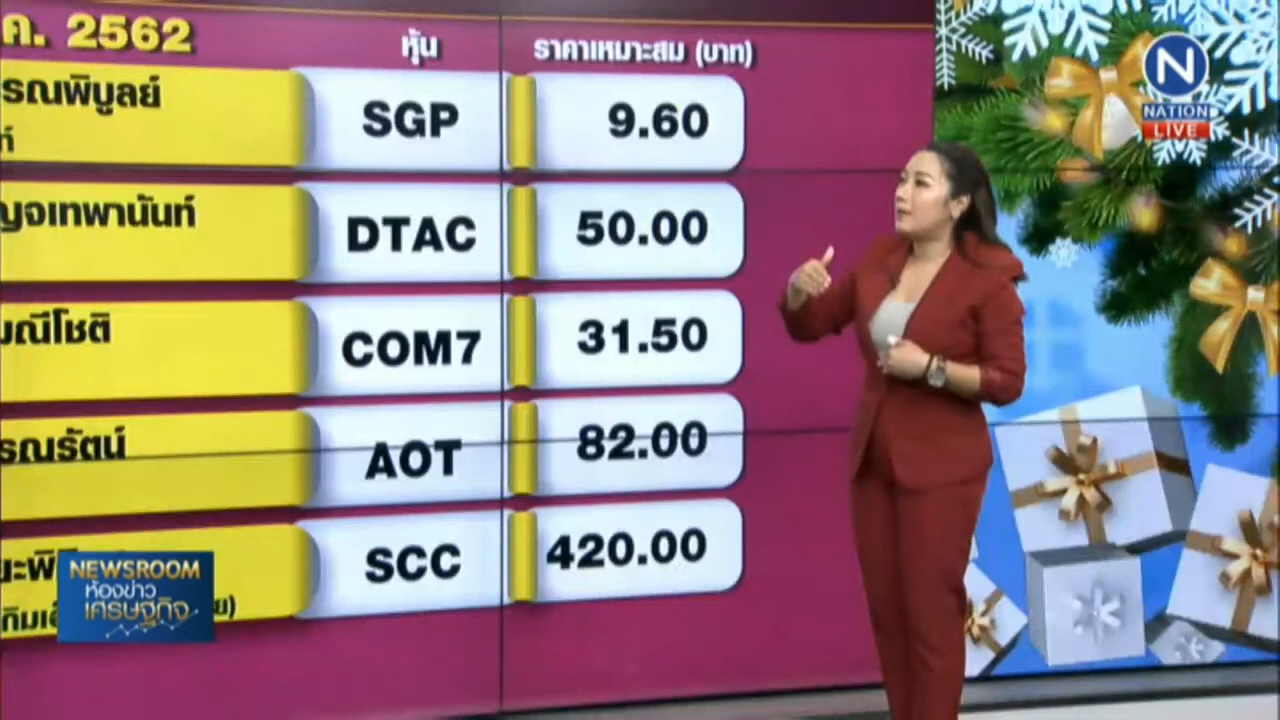 ค. 2562
หุ้น
ราคาเหมาะสม (บาท)
รณพิบูลย์
SGP
9.60
ญจเทพานันท์
DTAC
50.00
มณีโชติ
COM7
31.50
รณรัตน์
AOT
82.00
SCC
420.00
NATION
LIVE
NEWSROOM
ห้องข่าว
เศรษฐกิจ